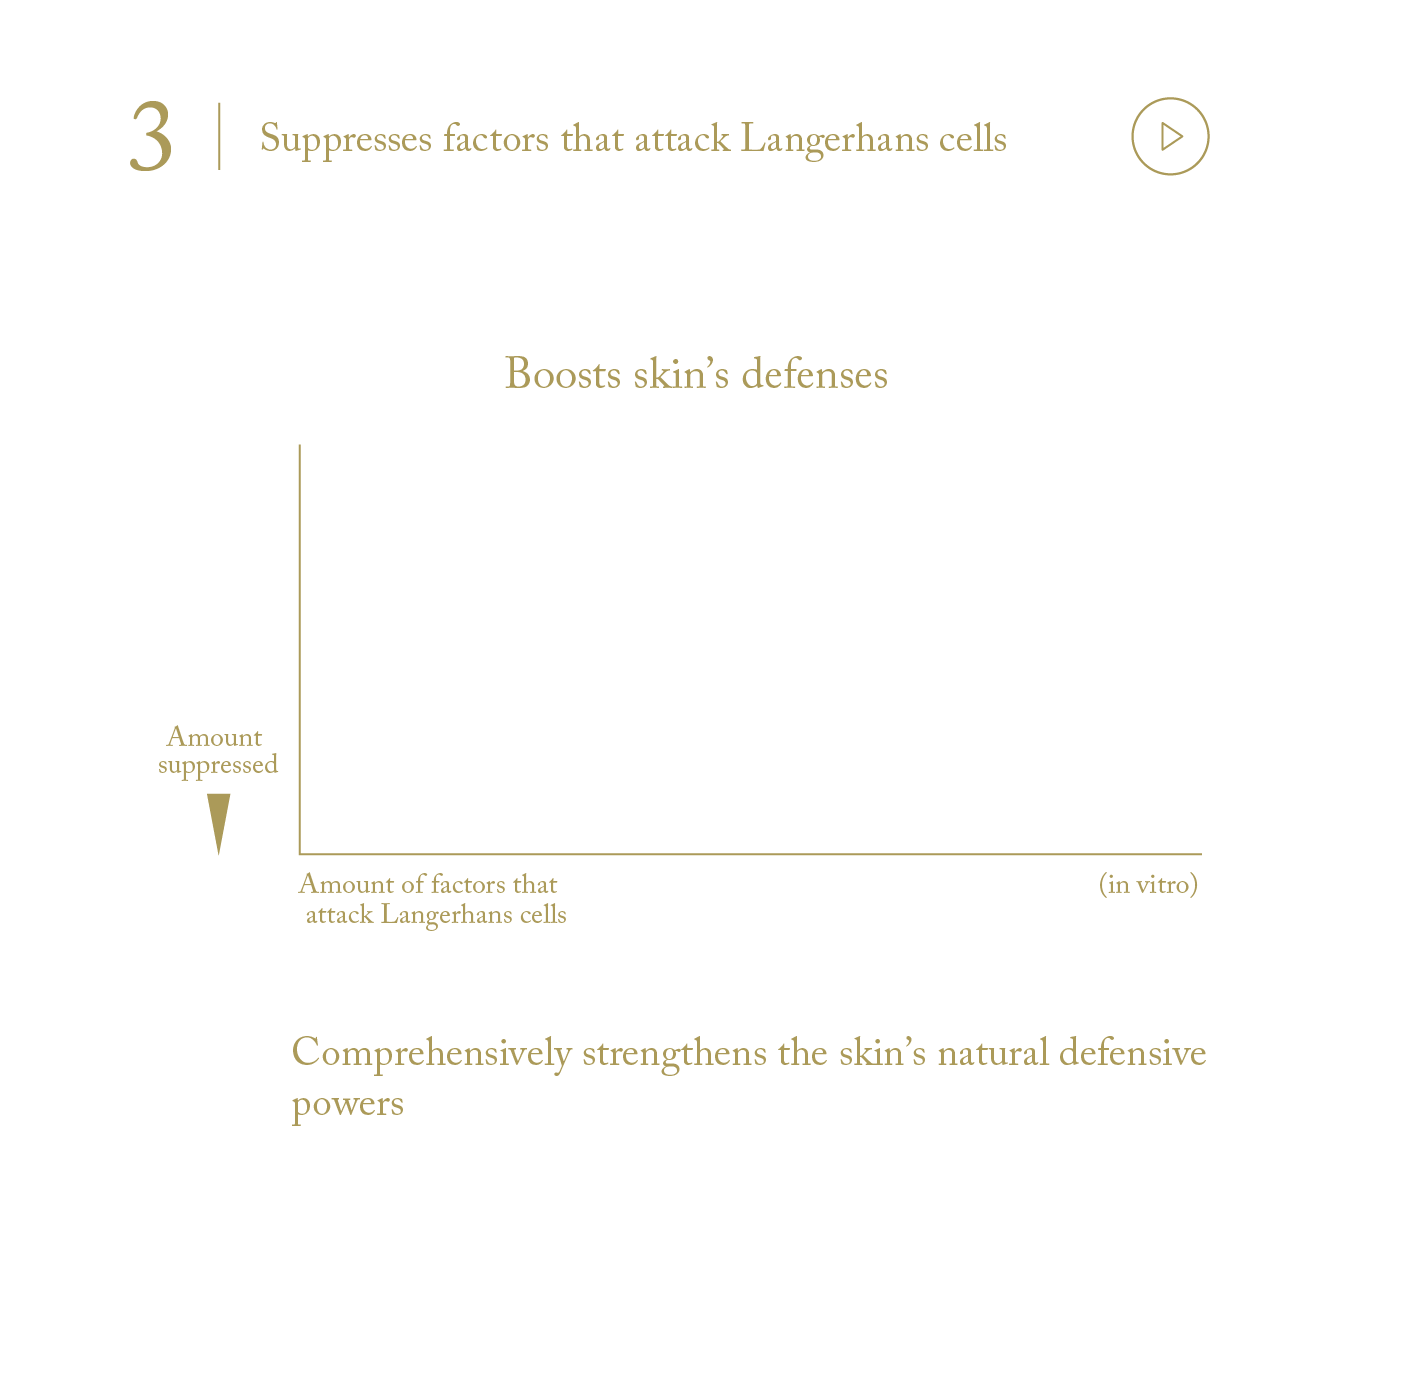 3
Suppresses factors that attack Langerhans cells
Boosts skin’s defenses
Amount
suppressed
Amount of factors that
attack Langerhans cells
(in vitro)
Comprehensively strengthens the skin’s natural defensive
powers